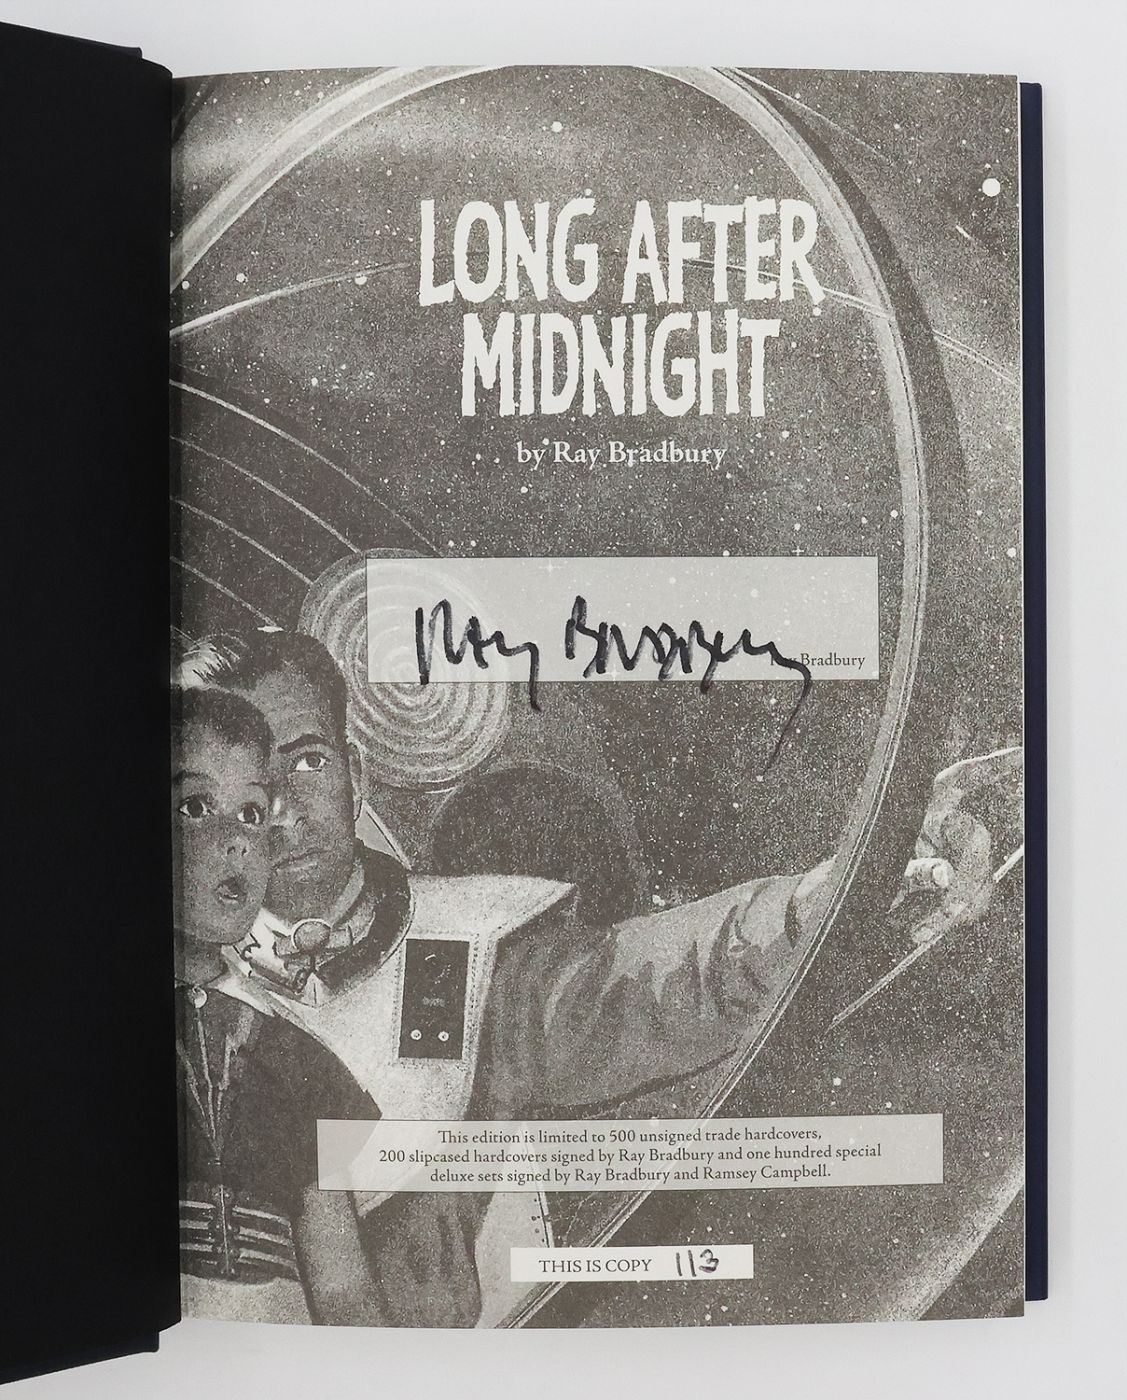 LONG AFTER
MIDNIGHT
by Ray Bradbury
Ray Bradbury
Ray Bradbury
This edition is limited to 500 unsigned trade hardcovers,
200 slipcased hardcovers signed by Ray Bradbury and one hundred special
deluxe sets signed by Ray Bradbury and Ramsey Campbell.
THIS IS COPY 113